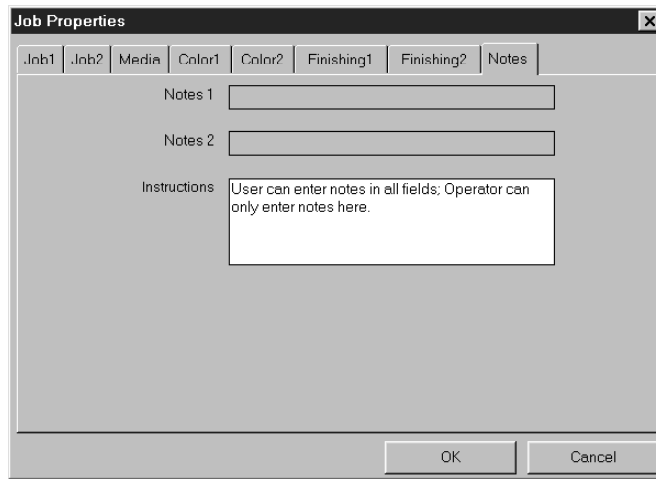 Job Properties
Job1 Job2 Media Color1 Color2 Finishing1 Finishing2 Notes
Notes 1
Notes 2
Instructions
User can enter notes in all fields; Operator can
only enter notes here.
OK Cancel